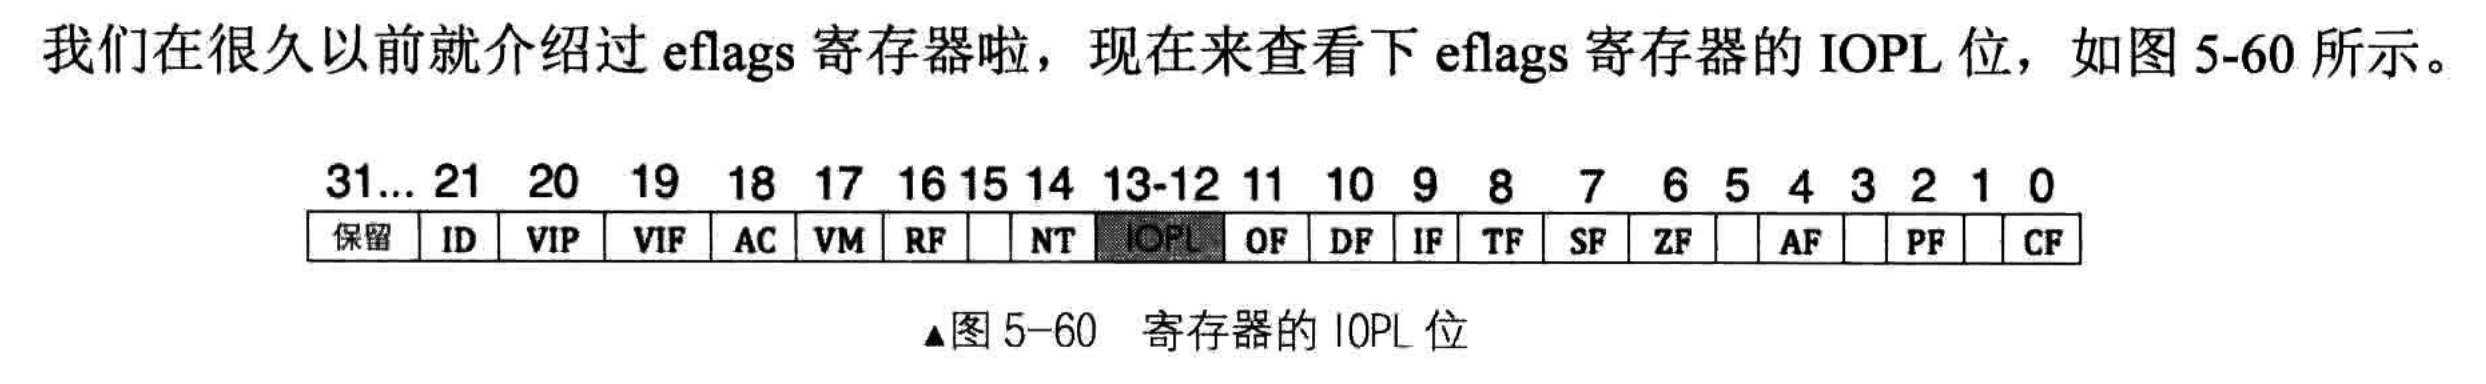 我们在很久以前就介绍过 eflags 寄存器啦，现在来查看下 eflags 寄存器的 IOPL 位，如图 5-60 所示。
31... 21 20 19 18 17 16 15 14 13-12 11 10 9 8 7 6 5 4 3 2 1 0
保留 ID VIP VIF AC VM RF NT IOPL OF DF IF TF SF ZF AF PF CF
▲图 5-60 寄存器的 IOPL 位